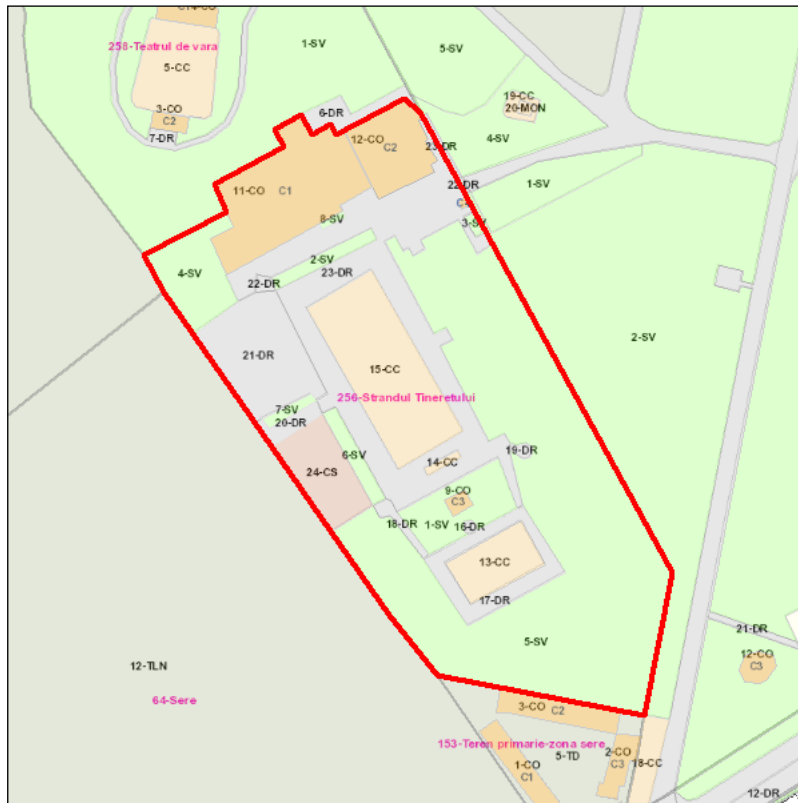 C14-CO
1-SV
5-SV
258-Teatrul de vara
5-CC
19-CC
20-MON
3-CO
C2
6-DR
7-DR
12-CO
C2
23-DR
4-SV
11-CO
C1
22-DR
1-SV
8-SV
3-SV
2-SV
4-SV
23-DR
22-DR
2-SV
21-DR
15-CC
256-Strandul Tineretului
7-SV
20-DR
6-SV
19-DR
24-CS
14-CC
9-CO
C3
18-DR
1-SV
16-DR
13-CC
17-DR
21-DR
5-SV
12-CO
C3
12-TLN
64-Sere
3-CO
C2
153-Teren primarie-zona sere
5-TD
2-CO
C3
1-CO
C1
18-CC
12-DR